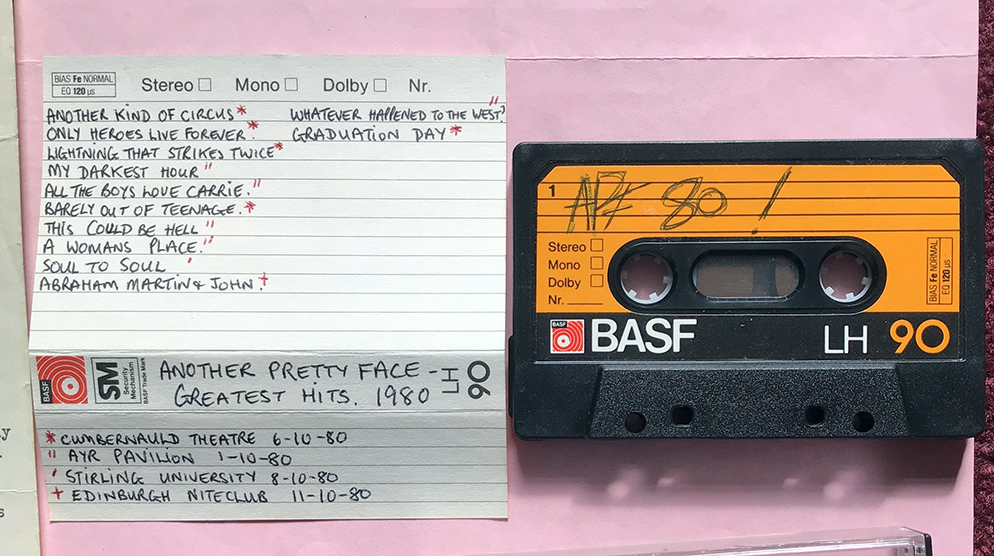 BIAS Fe NORMAL
EQ 120 µs
Stereo Mono Dolby Nr.
ANOTHER KIND OF CIRCUS*
ONLY HEROES LIVE FOREVER.*
LIGHTNING THAT STRIKES TWICE*
MY DARKEST HOUR "
ALL THE BOYS LOVE CARRIE. "
BARELY OUT OF TEENAGE.*
THIS COULD BE HELL "
A WOMANS PLACE. "
SOUL TO SOUL '
ABRAHAM MARTIN & JOHN. +
WHATEVER HAPPENED TO THE WEST? "
GRADUATION DAY *
BASF
SM
Security
Mechanism
BASF Trade Mark
ANOTHER PRETTY FACE -
GREATEST HITS. 1980
LH
90
* CUMBERNAULD THEATRE 6-10-80
" AYR PAVILION 1-10-80
' STIRLING UNIVERSITY 8-10-80
+ EDINBURGH NITECLUB 11-10-80
1
APF 80 !
Stereo
Mono
Dolby
Nr.
BIAS Fe NORMAL
EQ 120 µs
BASF
BASF LH 90